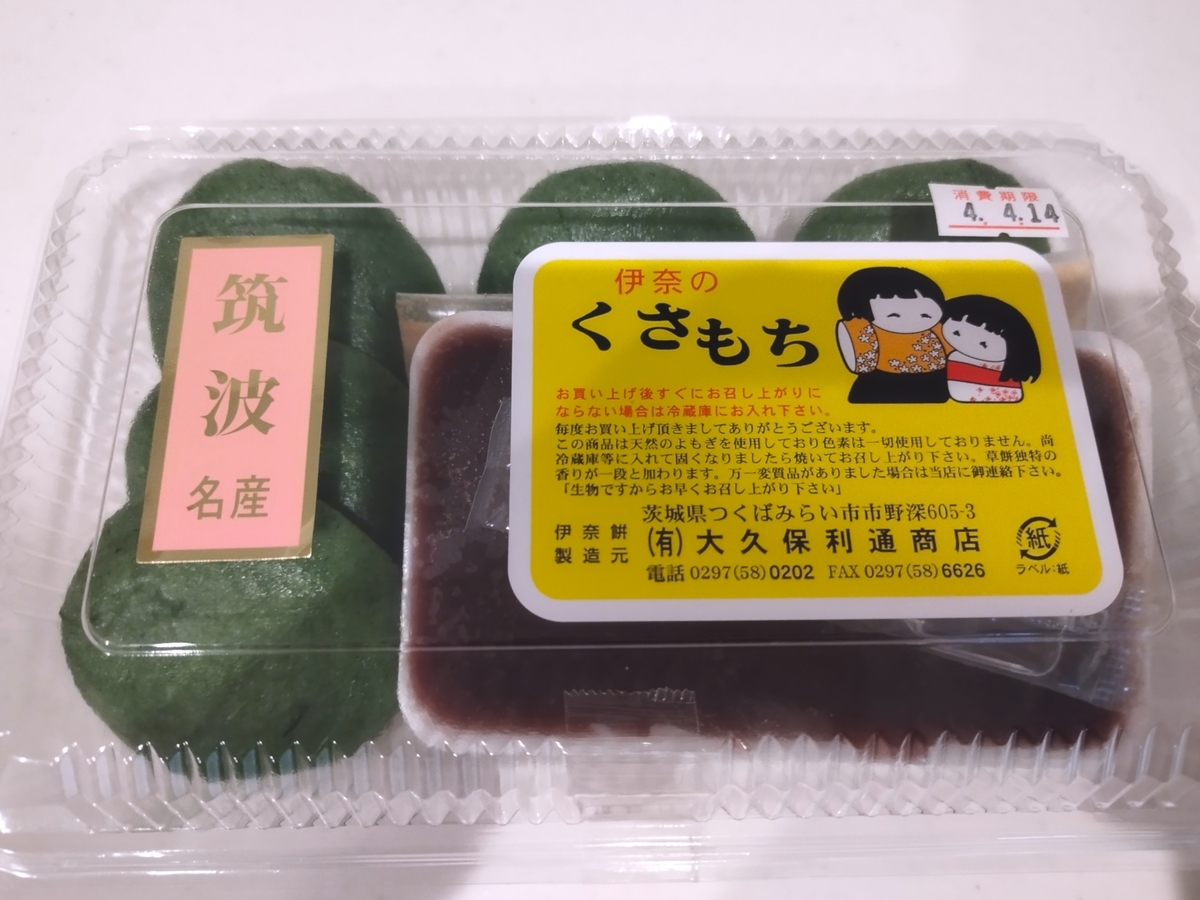 筑波
名産
消費期限
4. 4.14
伊奈の
くさもち
お買い上げ後すぐにお召し上がりに
ならない場合は冷蔵庫にお入れ下さい。
毎度お買い上げ頂きましてありがとうございます。
この商品は天然のよもぎを使用しており色素は一切使用しておりません。尚
冷蔵庫等に入れて固くなりましたら焼いてお召し上がり下さい。草餅独特の
香りが一段と加わります。万一変質品がありました場合は当店に御連絡下さい。
「生物ですからお早くお召し上がり下さい」
茨城県つくばみらい市市野深605-3
伊奈餅
製造元
(有)大久保利通商店
電話 0297(58)0202 FAX 0297(58)6626
紙
ラベル:紙